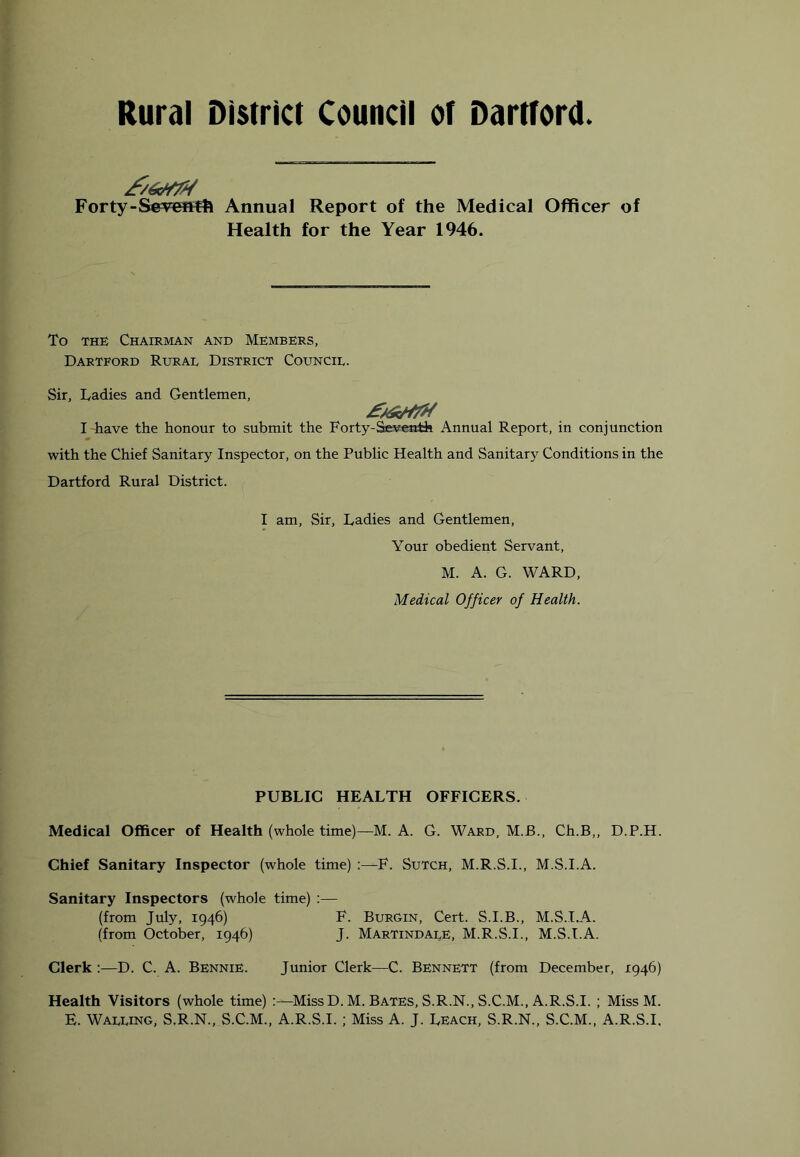 Rural District Council of Dartford.
EIGHTH
Forty-Seventh Annual Report of the Medical Officer of
Health for the Year 1946.
To the Chairman and Members,
Dartford Rural District Council.
Sir, Ladies and Gentlemen,
EIGHTH
I have the honour to submit the Forty-Seventh Annual Report, in conjunction
with the Chief Sanitary Inspector, on the Public Health and Sanitary Conditions in the
Dartford Rural District.
I am, Sir, Ladies and Gentlemen,
Your obedient Servant,
M. A. G. WARD,
Medical Officer of Health.
PUBLIC HEALTH OFFICERS.
Medical Officer of Health (whole time)—M. A. G. Ward, M.B., Ch.B,, D.P.H.
Chief Sanitary Inspector (whole time) :—F. Sutch, M.R.S.I., M.S.I.A.
Sanitary Inspectors (whole time) :—
(from July, 1946) F. Burgin, Cert. S.I.B., M.S.I.A.
(from October, 1946) J. Martindale, M.R.S.I., M.S.I.A.
Clerk :—D. C. A. Bennie. Junior Clerk—C. Bennett (from December, 1946)
Health Visitors (whole time) :—Miss D. M. Bates, S.R.N., S.C.M., A.R.S.I. ; Miss M.
E. Walling, S.R.N., S.C.M., A.R.S.I. ; Miss A. J. Leach, S.R.N., S.C.M., A.R.S.I.